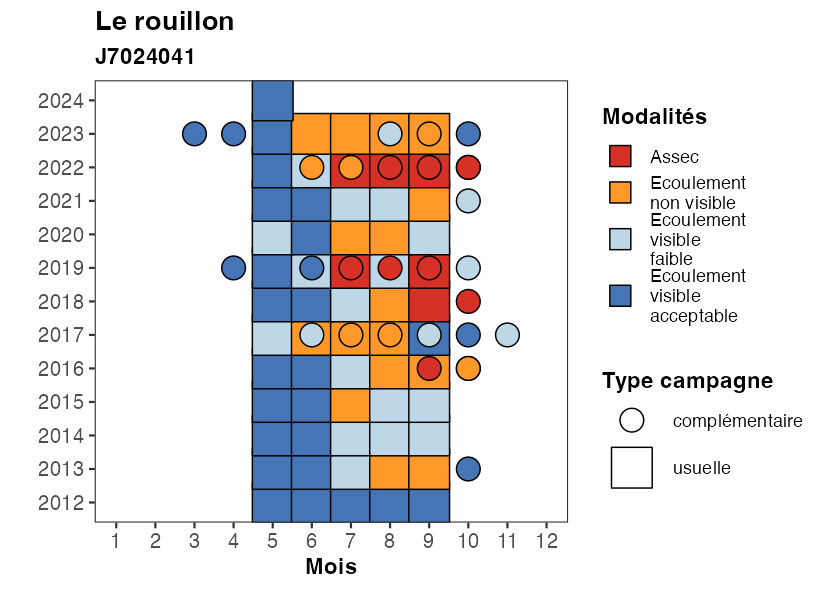 Le rouillon
J7024041
2024
2023
2022
2021
2020
2019
2018
2017
2016
2015
2014
2013
2012
1 2 3 4 5 6 7 8 9 10 11 12
Mois
Modalités
Assec
Ecoulement
non visible
Ecoulement
visible
faible
Ecoulement
visible
acceptable
Type campagne
complémentaire
usuelle